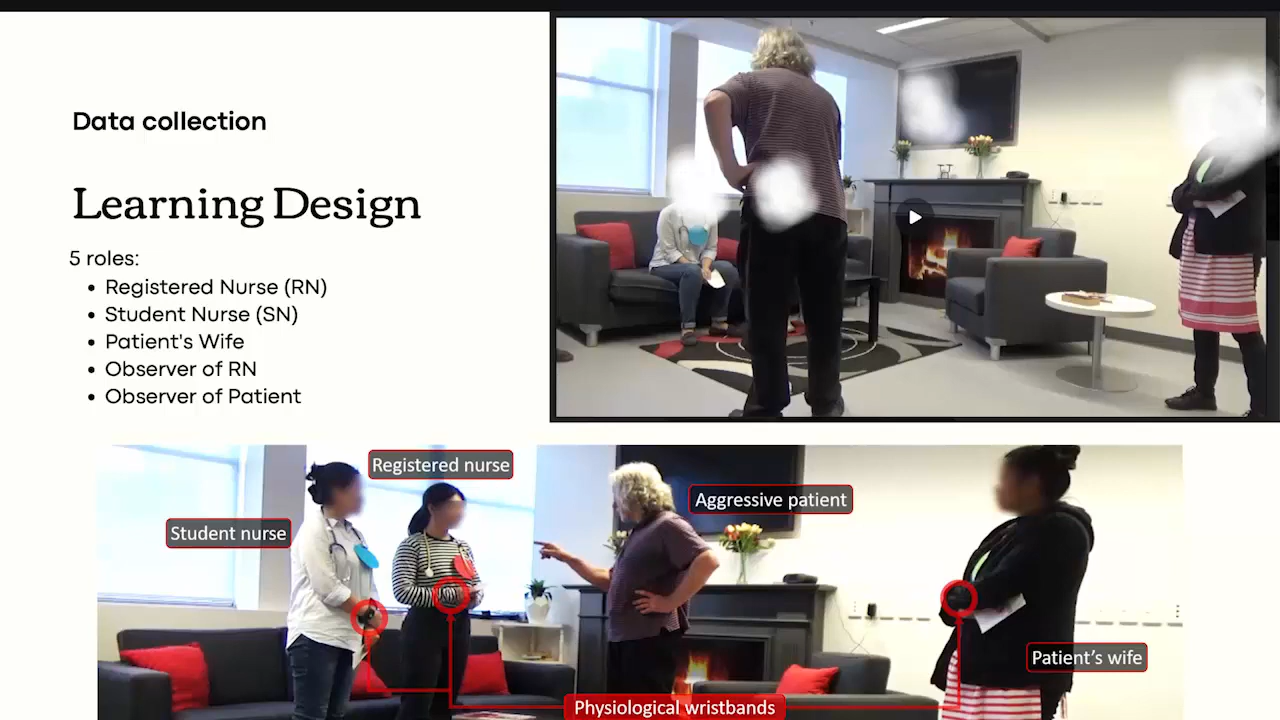 Data collection
Learning Design
5 roles:
• Registered Nurse (RN)
• Student Nurse (SN)
• Patient's Wife
• Observer of RN
• Observer of Patient
Registered nurse
Aggressive patient
Student nurse
Patient’s wife
Physiological wristbands